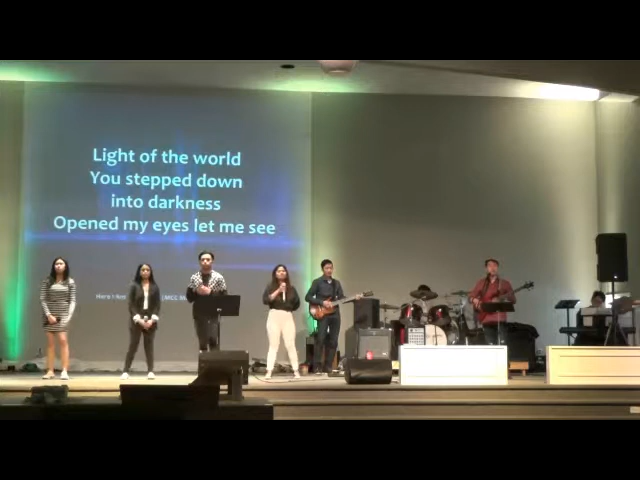 Light of the world
You stepped down
into darkness
Opened my eyes let me see